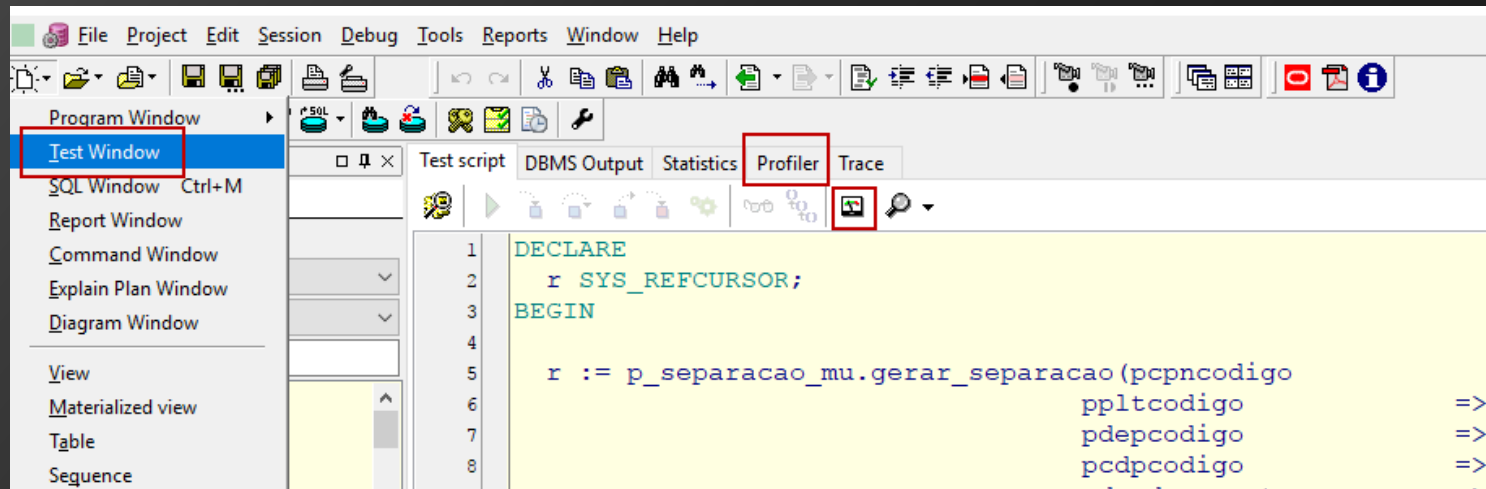 File Project Edit Session Debug Tools Reports Window Help
SQL
Program Window
Test Window
SQL Window Ctrl+M
Report Window
Command Window
Explain Plan Window
Diagram Window
View
Materialized view
Table
Sequence
Test script DBMS Output Statistics Profiler Trace
1 DECLARE
2 r SYS_REFCURSOR;
3 BEGIN
4
5 r := p_separacao_mu.gerar_separacao(pcpncodigo
6 ppltcodigo =>
7 pdepcodigo =>
8 pcdpcodigo =>